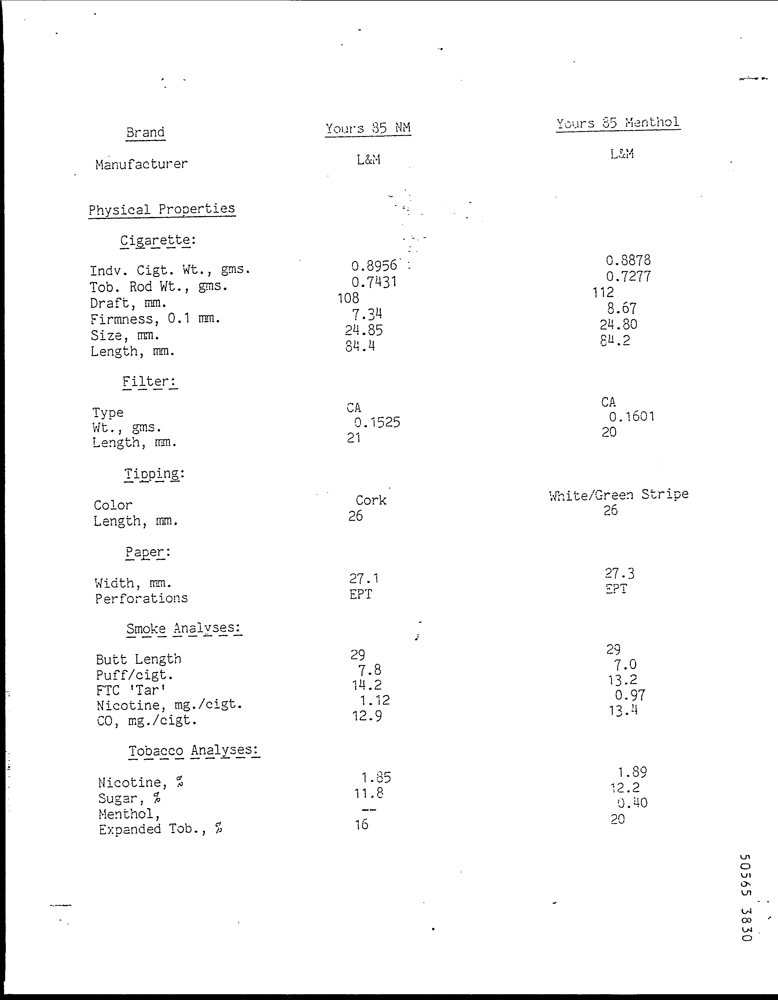 Brand Yours 85 NM Yours 85 Menthol
Manufacturer L&M L&M
Physical Properties
Cigarette:
Indv. Cigt. Wt., gms. 0.8956 0.8878
Tob. Rod Wt., gms. 0.7431 0.7277
Draft, mm. 108 112
Firmness, 0.1 mm. 7.34 8.67
Size, mm. 24.85 24.80
Length, mm. 84.4 84.2
Filter:
Type CA CA
Wt., gms. 0.1525 0.1601
Length, mm. 21 20
Tipping:
Color Cork White/Green Stripe
Length, mm. 26 26
Paper:
Width, mm. 27.1 27.3
Perforations EPT EPT
Smoke Analyses:
Butt Length 29 29
Puff/cigt. 7.8 7.0
FTC 'Tar' 14.2 13.2
Nicotine, mg./cigt. 1.12 0.97
CO, mg./cigt. 12.9 13.4
Tobacco Analyses:
Nicotine, % 1.85 1.89
Sugar, % 11.8 12.2
Menthol, -- 0.40
Expanded Tob., % 16 20
50565 3830